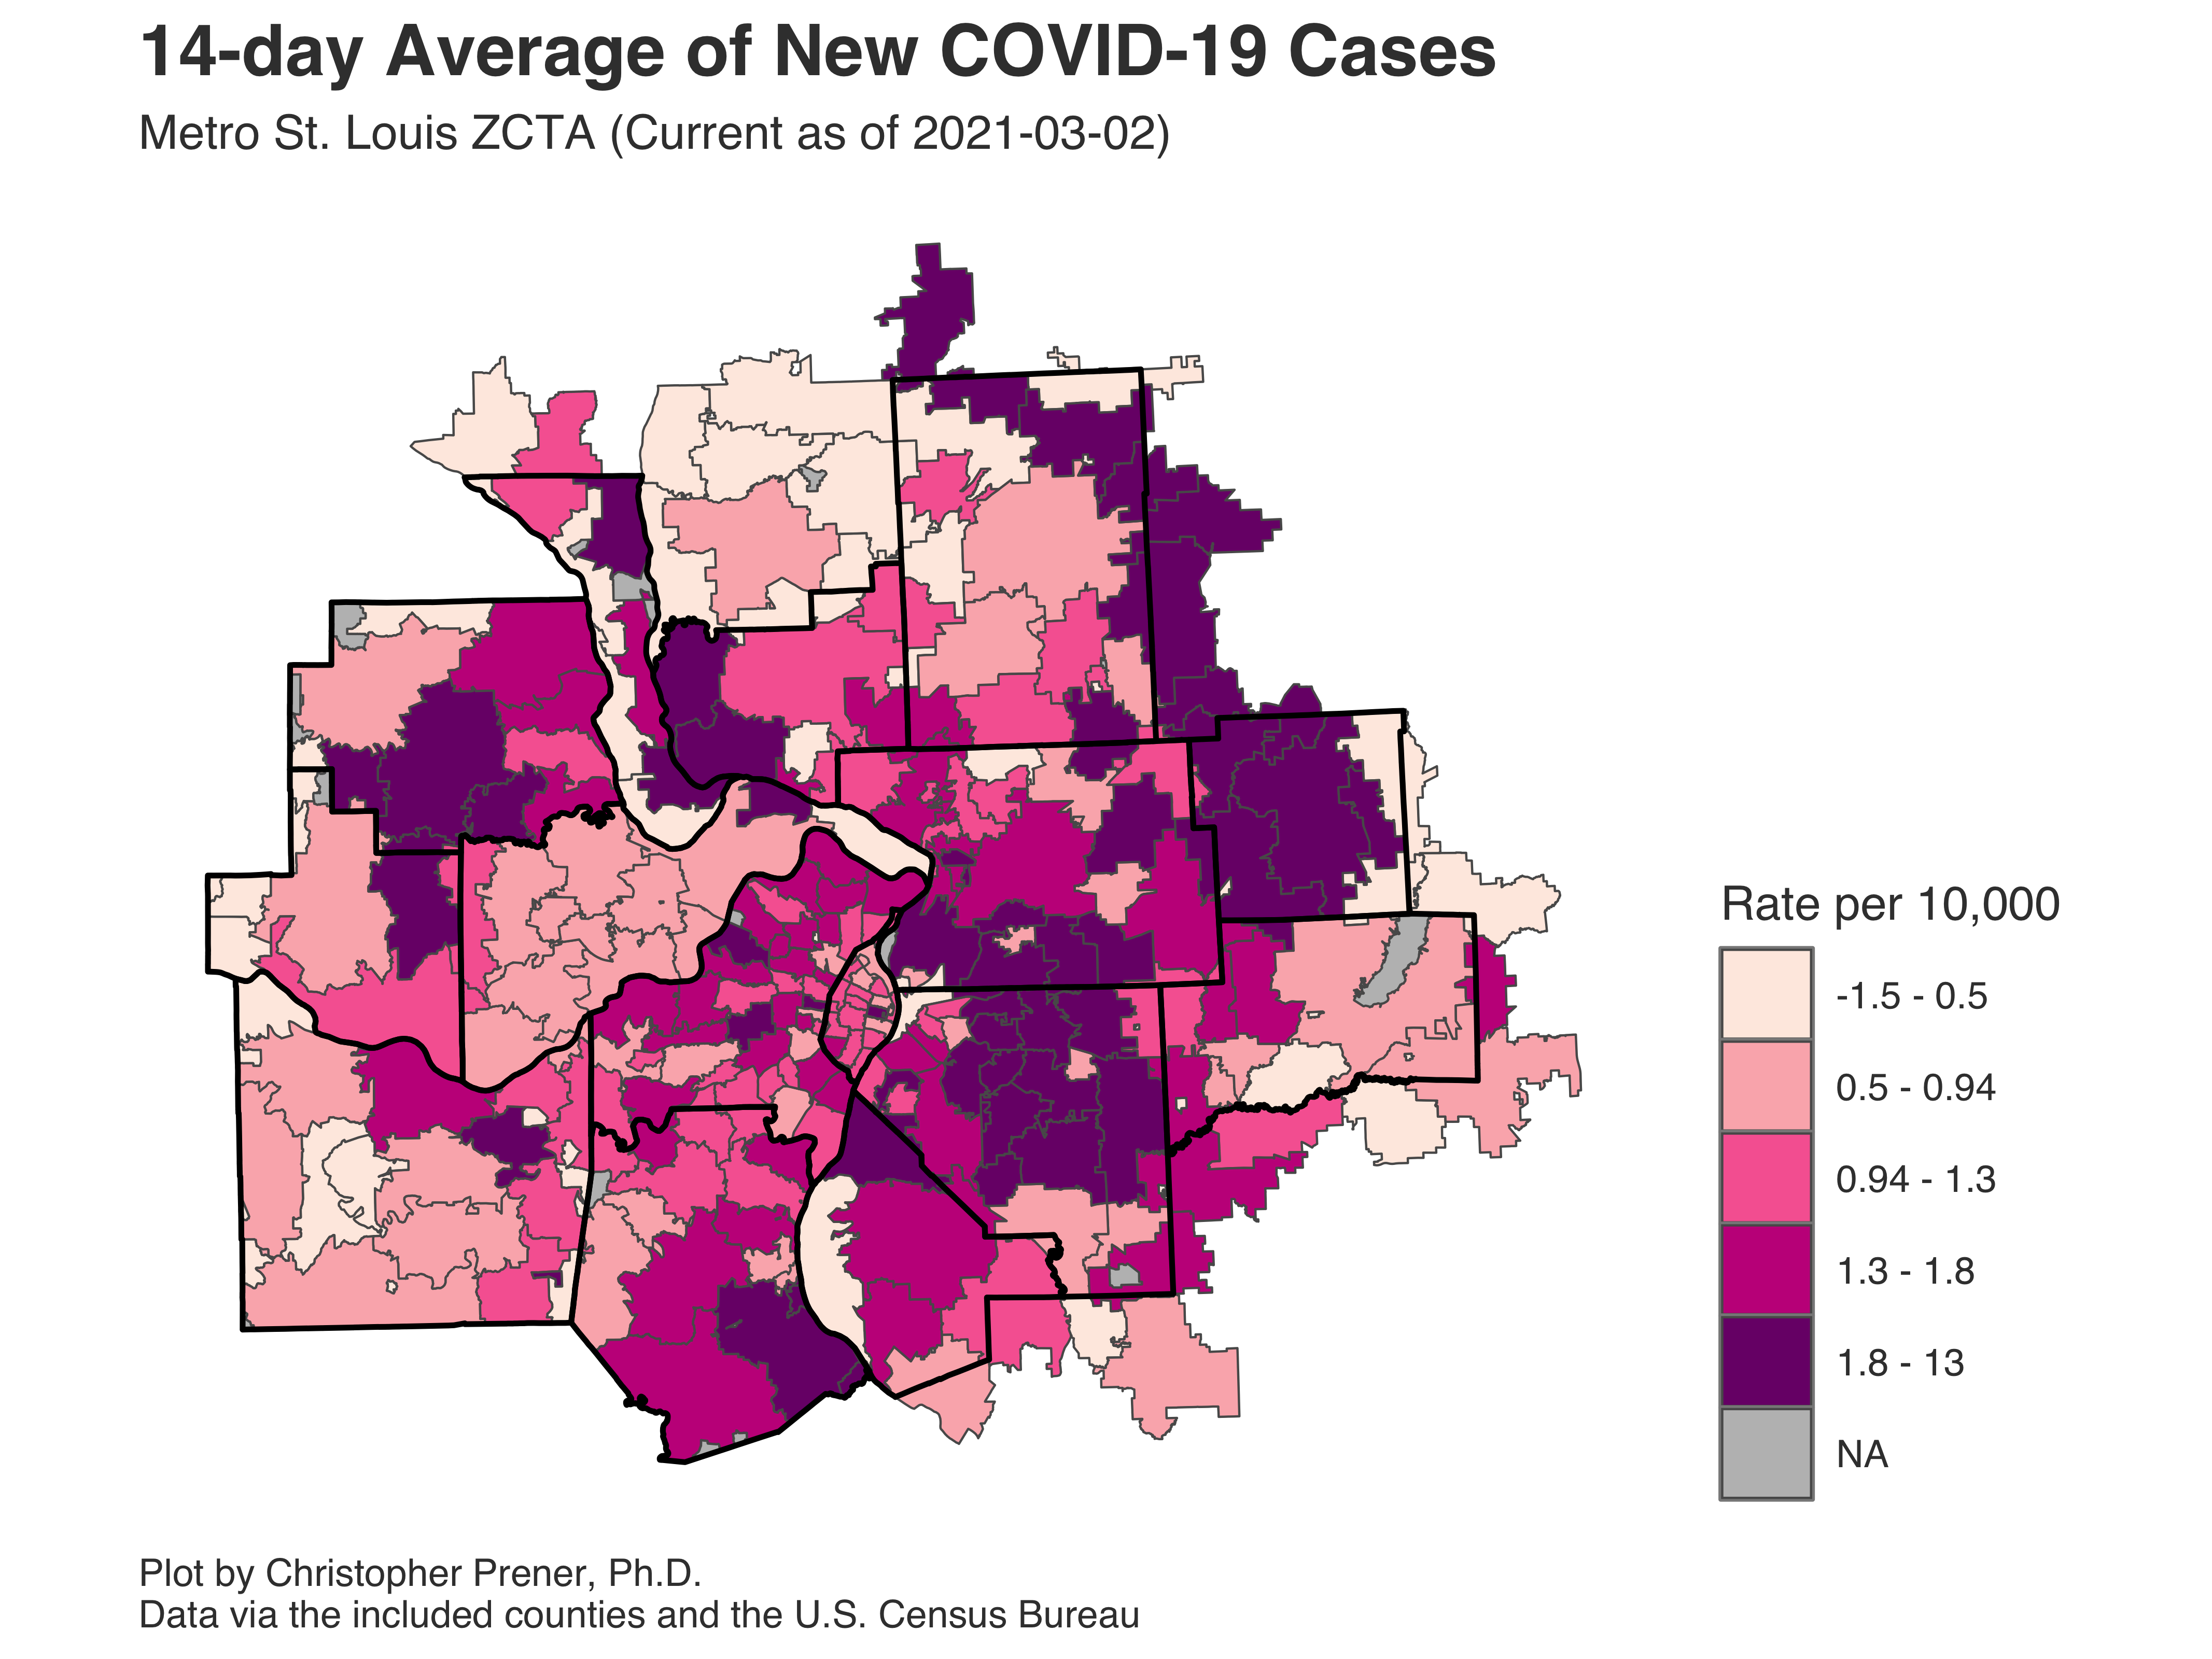 14-day Average of New COVID-19 Cases
Metro St. Louis ZCTA (Current as of 2021-03-02)
Rate per 10,000
-1.5 - 0.5
0.5 - 0.94
0.94 - 1.3
1.3 - 1.8
1.8 - 13
NA
Plot by Christopher Prener, Ph.D.
Data via the included counties and the U.S. Census Bureau